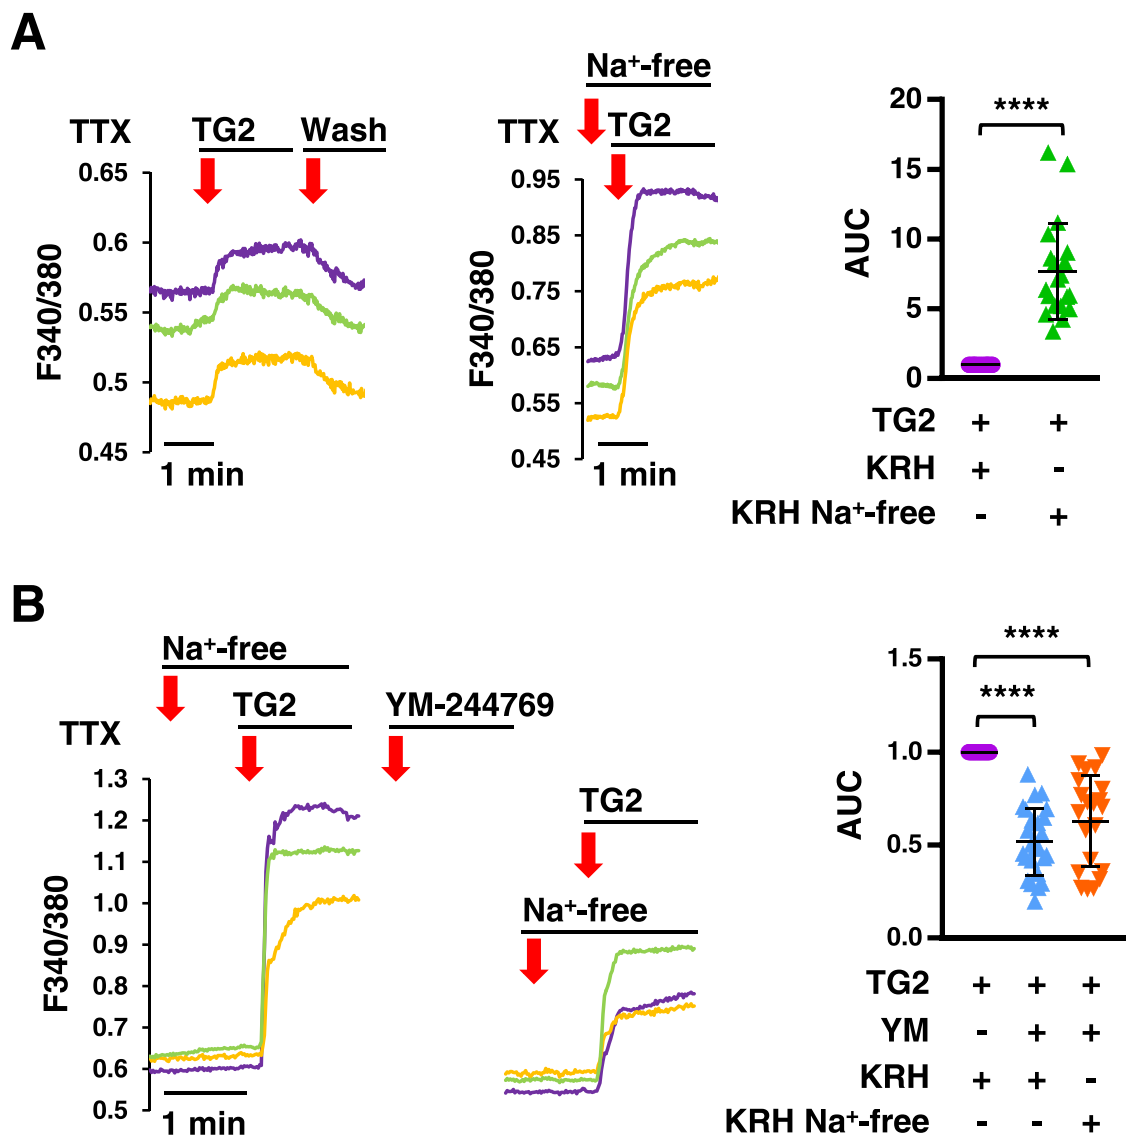 A
TTX
TG2
Wash
0.65
0.6
0.55
0.5
0.45
F340/380
1 min
Na⁺-free
TTX
TG2
0.95
0.85
0.75
0.65
0.55
0.45
F340/380
1 min
20
15
10
5
0
AUC
****
TG2 + +
KRH + -
KRH Na⁺-free - +
B
Na⁺-free
TG2
YM-244769
TTX
1.3
1.2
1.1
1.0
0.9
0.8
0.7
0.6
0.5
F340/380
1 min
TG2
Na⁺-free
1.5
1.0
0.5
0.0
AUC
****
****
TG2 + + +
YM - + +
KRH + + -
KRH Na⁺-free - - +